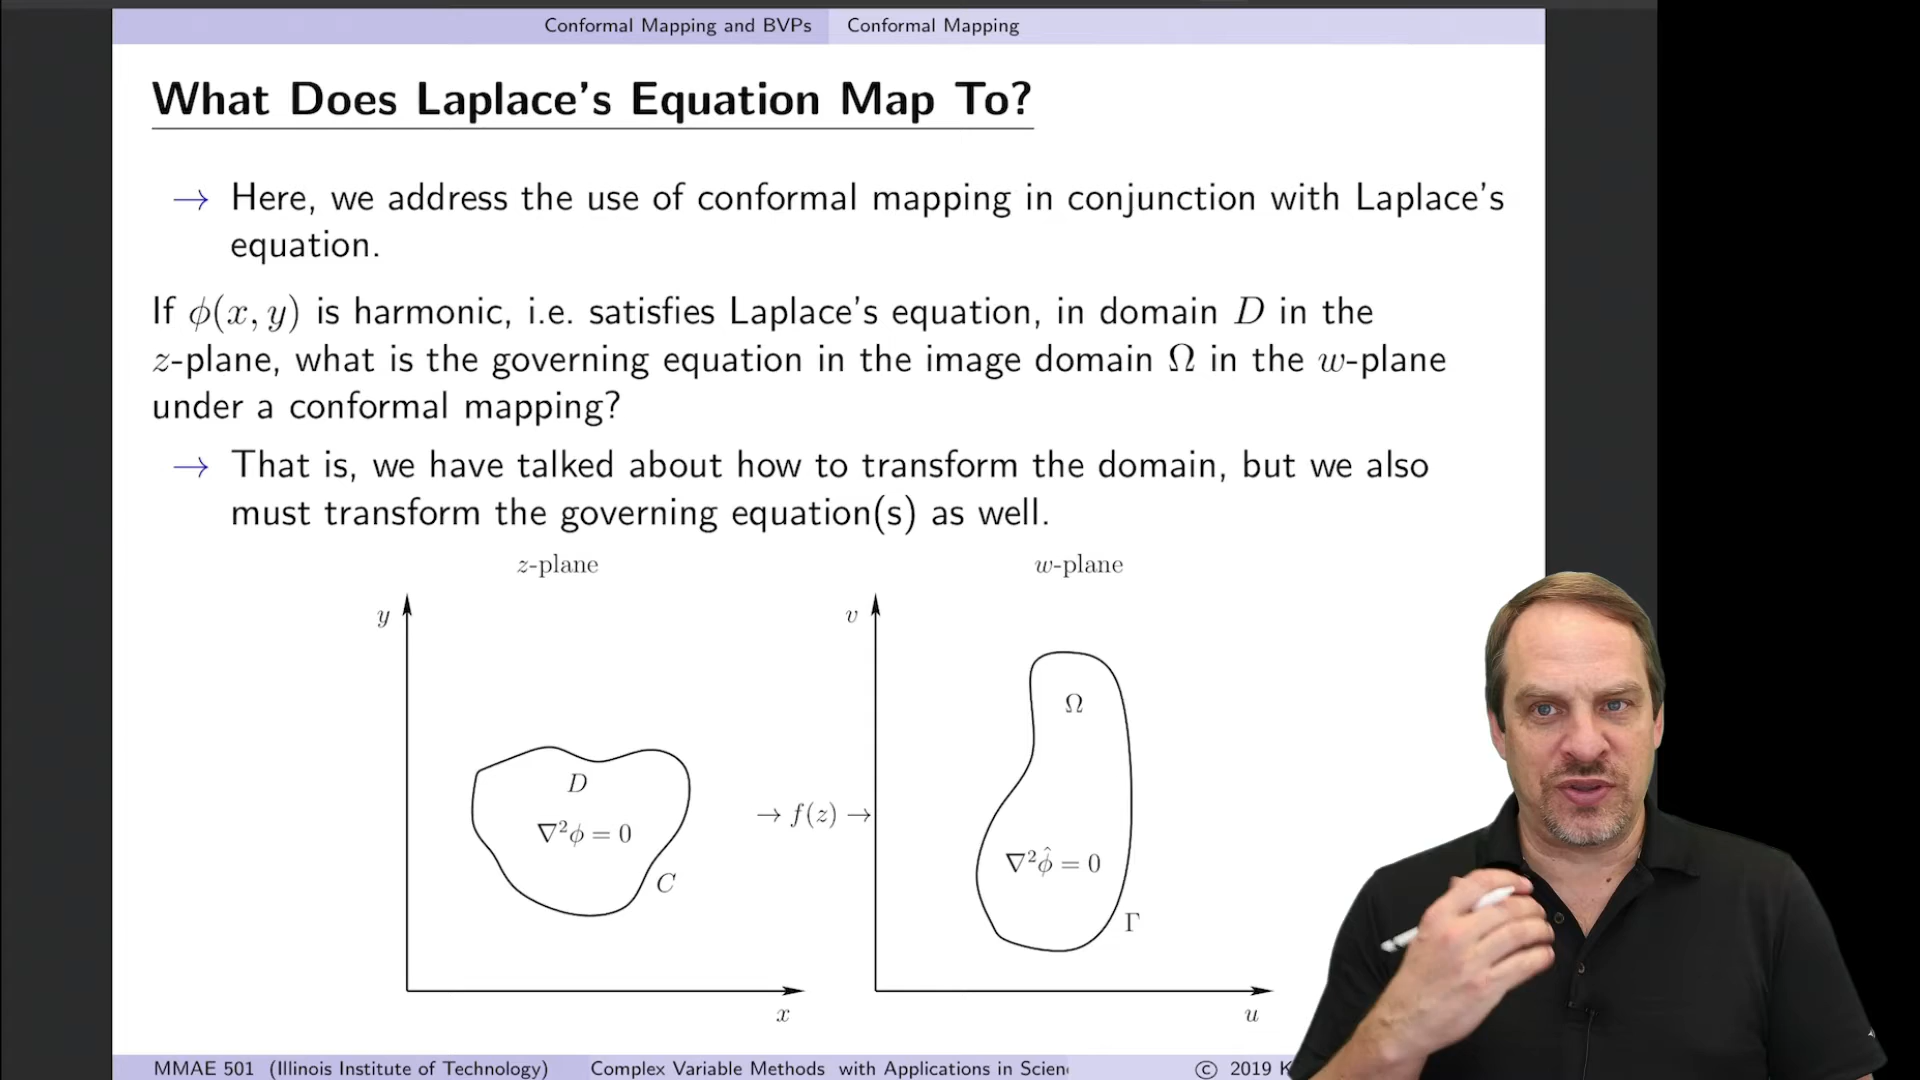 Conformal Mapping and BVPs Conformal Mapping
What Does Laplace's Equation Map To?
→ Here, we address the use of conformal mapping in conjunction with Laplace's
equation.
If ϕ(x, y) is harmonic, i.e. satisfies Laplace's equation, in domain D in the
z-plane, what is the governing equation in the image domain Ω in the w-plane
under a conformal mapping?
→ That is, we have talked about how to transform the domain, but we also
must transform the governing equation(s) as well.
z-plane
y
D
∇²ϕ = 0
C
x
→ f(z) →
w-plane
v
Ω
∇²ϕ̂ = 0
Γ
u
MMAE 501 (Illinois Institute of Technology) Complex Variable Methods with Applications in © 2019